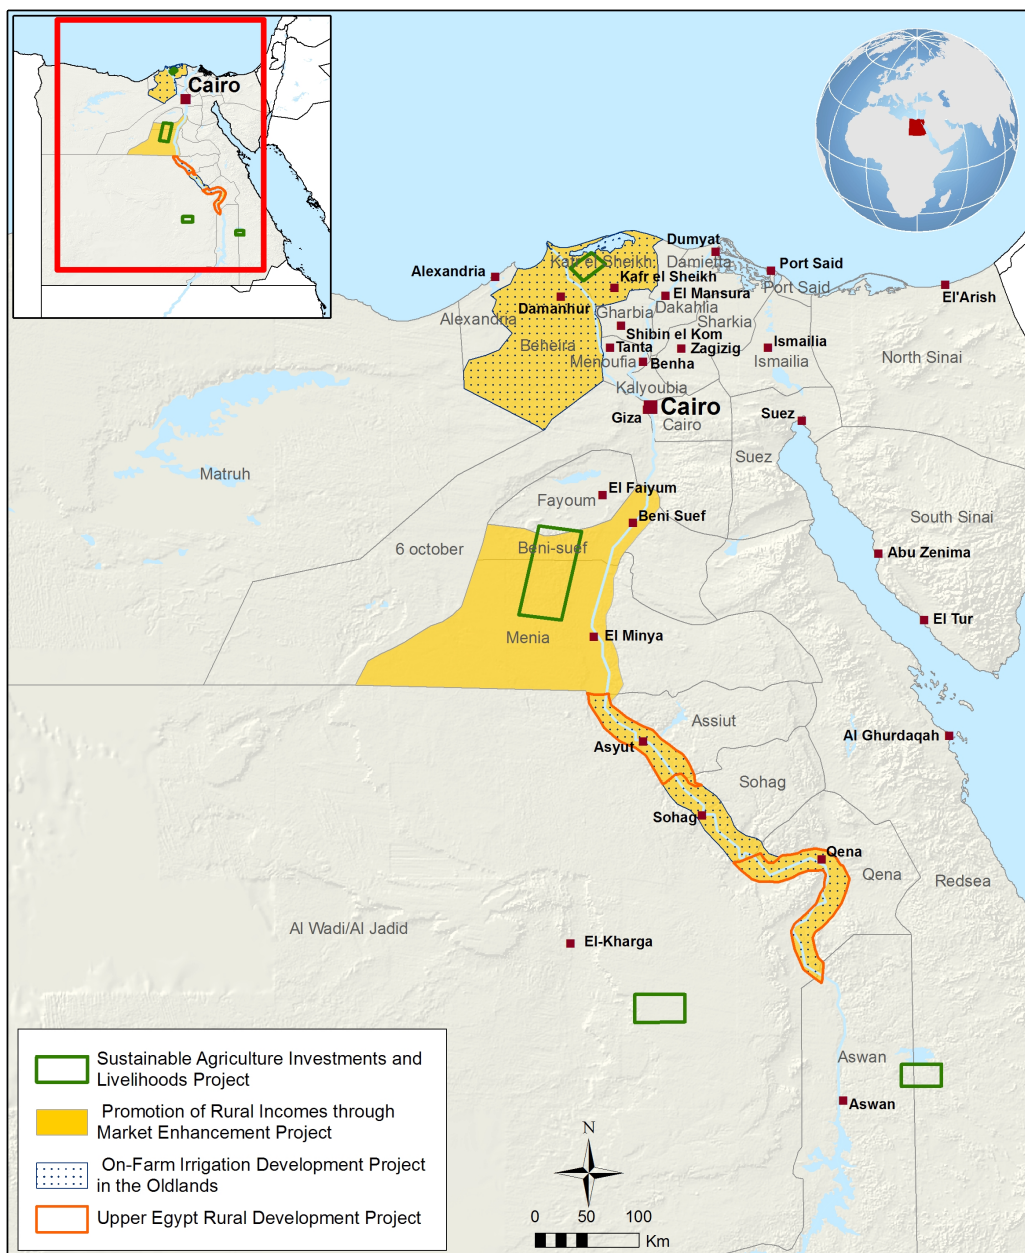 Cairo
Dumyat
Kafr el Sheikh
Damietta
Alexandria
Port Said
Kafr el Sheikh
Port Said
El Mansura
El'Arish
Damanhur
Dakahlia
Gharbia
Alexandria
Sharkia
Shibin el Kom
Beheira
Tanta
Zagizig
Ismailia
Menoufia
Benha
Ismailia
North Sinai
Kalyoubia
Cairo
Giza
Suez
Cairo
Suez
Matruh
El Faiyum
Fayoum
Beni Suef
South Sinai
6 october
Beni-suef
Abu Zenima
El Tur
Menia
El Minya
Assiut
Al Ghurdaqah
Asyut
Sohag
Sohag
Qena
Qena
Redsea
Al Wadi/Al Jadid
El-Kharga
Aswan
Aswan
Sustainable Agriculture Investments and
Livelihoods Project
Promotion of Rural Incomes through
Market Enhancement Project
On-Farm Irrigation Development Project
in the Oldlands
Upper Egypt Rural Development Project
N
0 50 100
Km